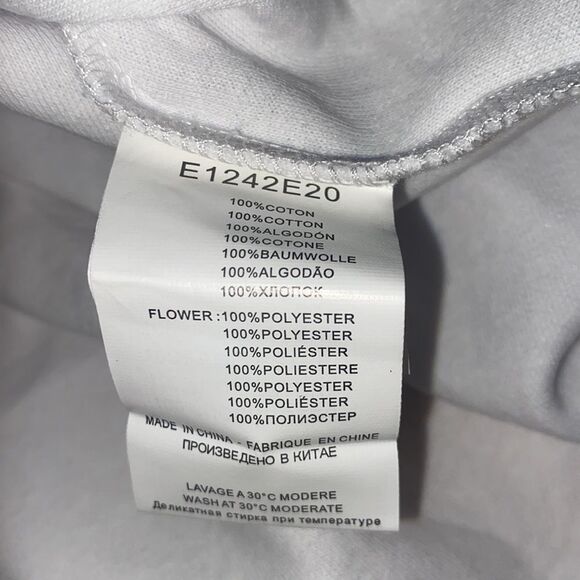 E1242E20
100%COTON
100%COTTON
100%ALGODÓN
100%COTONE
100%BAUMWOLLE
100%ALGODÃO
100%ХЛОПОК
FLOWER :100%POLYESTER
100%POLYESTER
100%POLIÉSTER
100%POLIESTERE
100%POLYESTER
100%POLIÉSTER
100%ПОЛИЭСТЕР
MADE IN CHINA - FABRIQUE EN CHINE
ПРОИЗВЕДЕНО В КИТАЕ
LAVAGE A 30°C MODERE
WASH AT 30°C MODERATE
Деликатная стирка при температуре